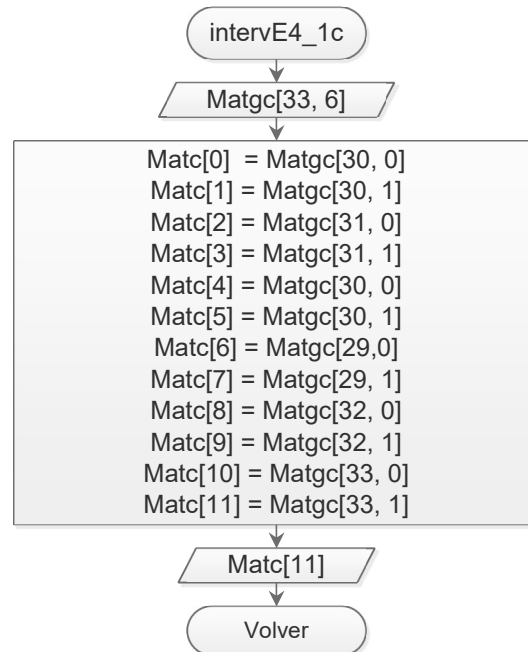 intervE4_1c
Matgc[33, 6]
Matc[0]  = Matgc[30, 0]
Matc[1] = Matgc[30, 1]
Matc[2] = Matgc[31, 0]
Matc[3] = Matgc[31, 1]
Matc[4] = Matgc[30, 0]
Matc[5] = Matgc[30, 1]
Matc[6] = Matgc[29,0]
Matc[7] = Matgc[29, 1]
Matc[8] = Matgc[32, 0]
Matc[9] = Matgc[32, 1]
Matc[10] = Matgc[33, 0]
Matc[11] = Matgc[33, 1]
Matc[11]
Volver